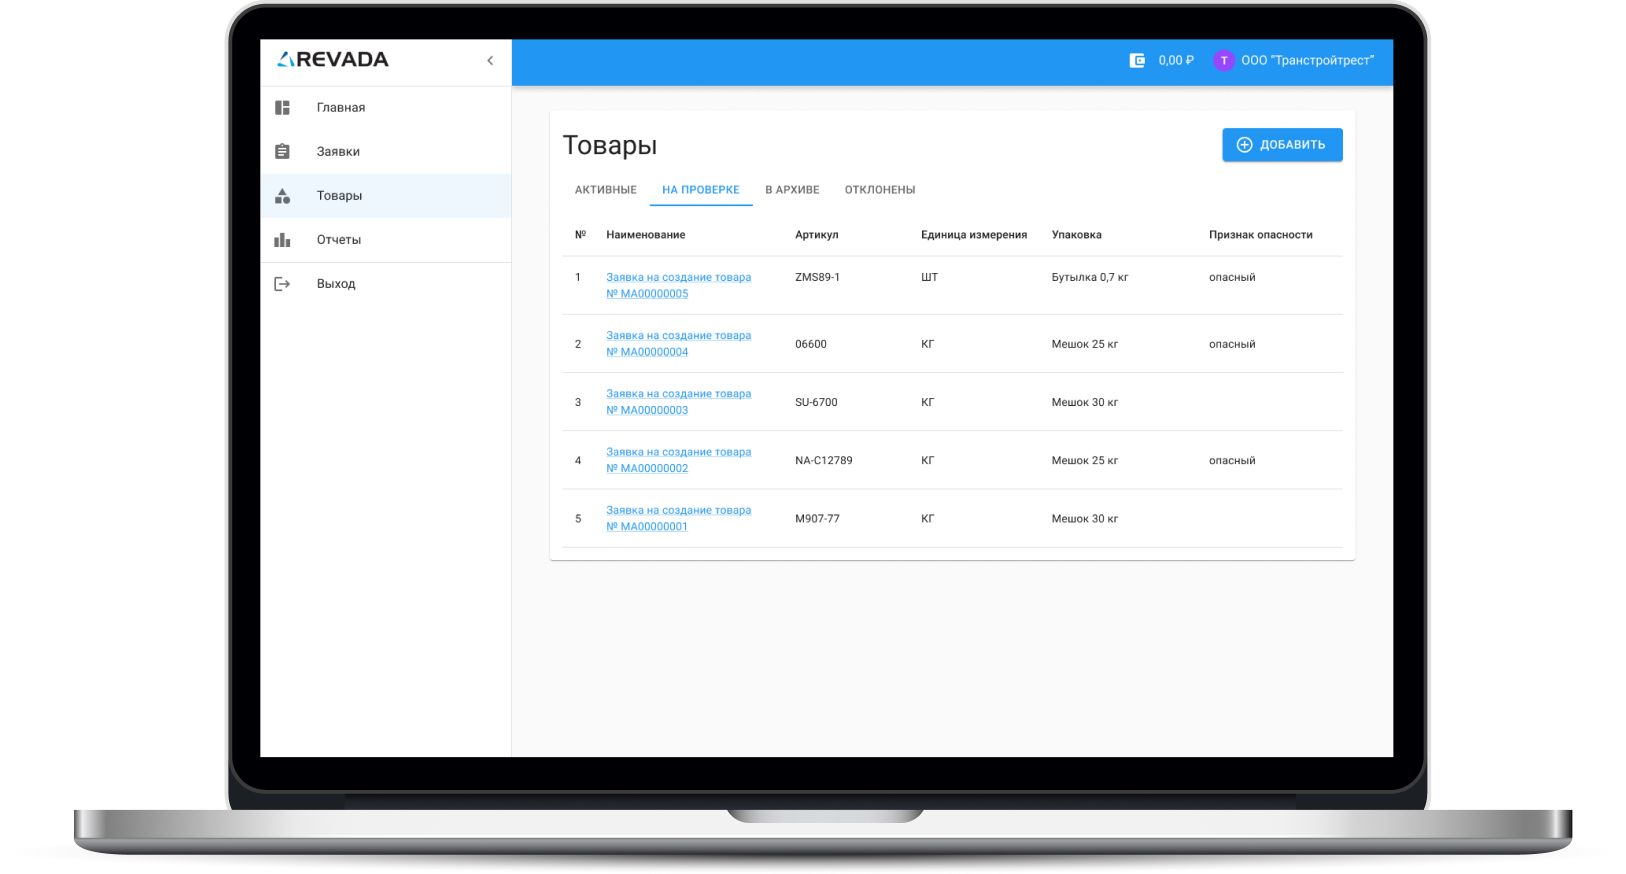 REVADA
0,00 ₽
Т
ООО "Транстройтрест"
Главная
Заявки
Товары
Отчеты
Выход
Товары
ДОБАВИТЬ
АКТИВНЫЕ НА ПРОВЕРКЕ В АРХИВЕ ОТКЛОНЕНЫ
№ Наименование Артикул Единица измерения Упаковка Признак опасности
1 Заявка на создание товара ZMS89-1 ШТ Бутылка 0,7 кг опасный
№ МА00000005
2 Заявка на создание товара 06600 КГ Мешок 25 кг опасный
№ МА00000004
3 Заявка на создание товара SU-6700 КГ Мешок 30 кг
№ МА00000003
4 Заявка на создание товара NA-C12789 КГ Мешок 25 кг опасный
№ МА00000002
5 Заявка на создание товара M907-77 КГ Мешок 30 кг
№ МА00000001